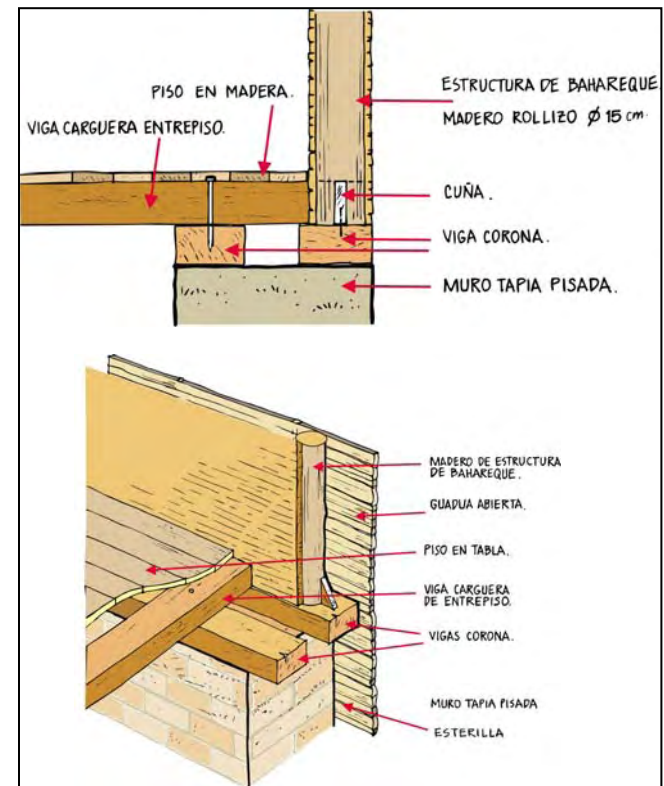 PISO EN MADERA.
VIGA CARGUERA ENTREPISO.
ESTRUCTURA DE BAHAREQUE.
MADERO ROLLIZO Ø 15 cm.
CUÑA.
VIGA CORONA.
MURO TAPIA PISADA.
MADERO DE ESTRUCTURA
DE BAHAREQUE.
GUADUA ABIERTA.
PISO EN TABLA.
VIGA CARGUERA
DE ENTREPISO.
VIGAS CORONA.
MURO TAPIA PISADA
ESTERILLA